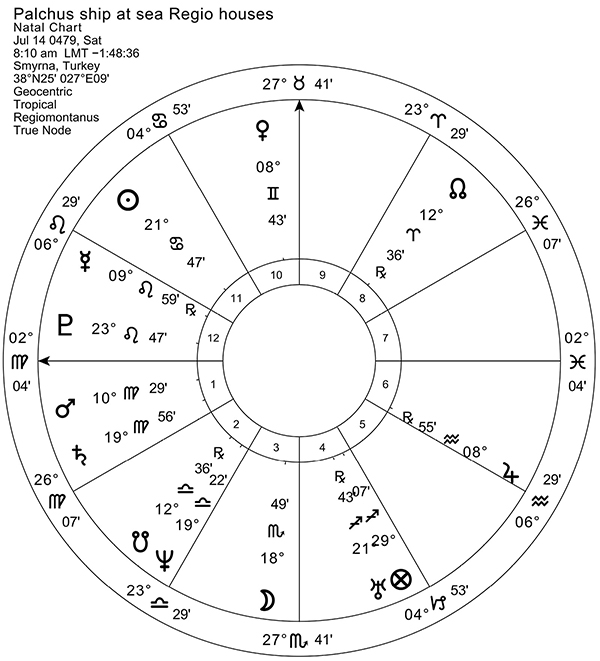 Palchus ship at sea Regio houses
Natal Chart
Jul 14 0479, Sat
8:10 am LMT −1:48:36
Smyrna, Turkey
38°N25' 027°E09'
Geocentric
Tropical
Regiomontanus
True Node
27° ♉ 41'
23° ♈ 29'
26° ♓ 07'
02° ♓ 04'
29' ♒ 06°
53' ♑ 04°
27° ♏ 41'
23° ♎ 29'
26° ♍ 07'
02° ♍ 04'
29' ♌ 06°
53' ♋ 04°
♀ 08° ♊ 43'
☊ 12° ♈ 36' ℞
☉ 21° ♋ 47'
☿ 09° ♌ 59' ℞
♇ 23° ♌ 47'
♂ 10° ♍ 29'
♄ 19° ♍ 56'
☋ 12° ♎ 36' ℞
♆ 19° ♎ 22'
☽ 18° ♏ 49'
♅ 21 ♐ 43' ℞
⊗ 29° ♐ 07'
♃ 08° ♒ 55' ℞
10
9
8
7
6
5
4
3
2
1
12
11